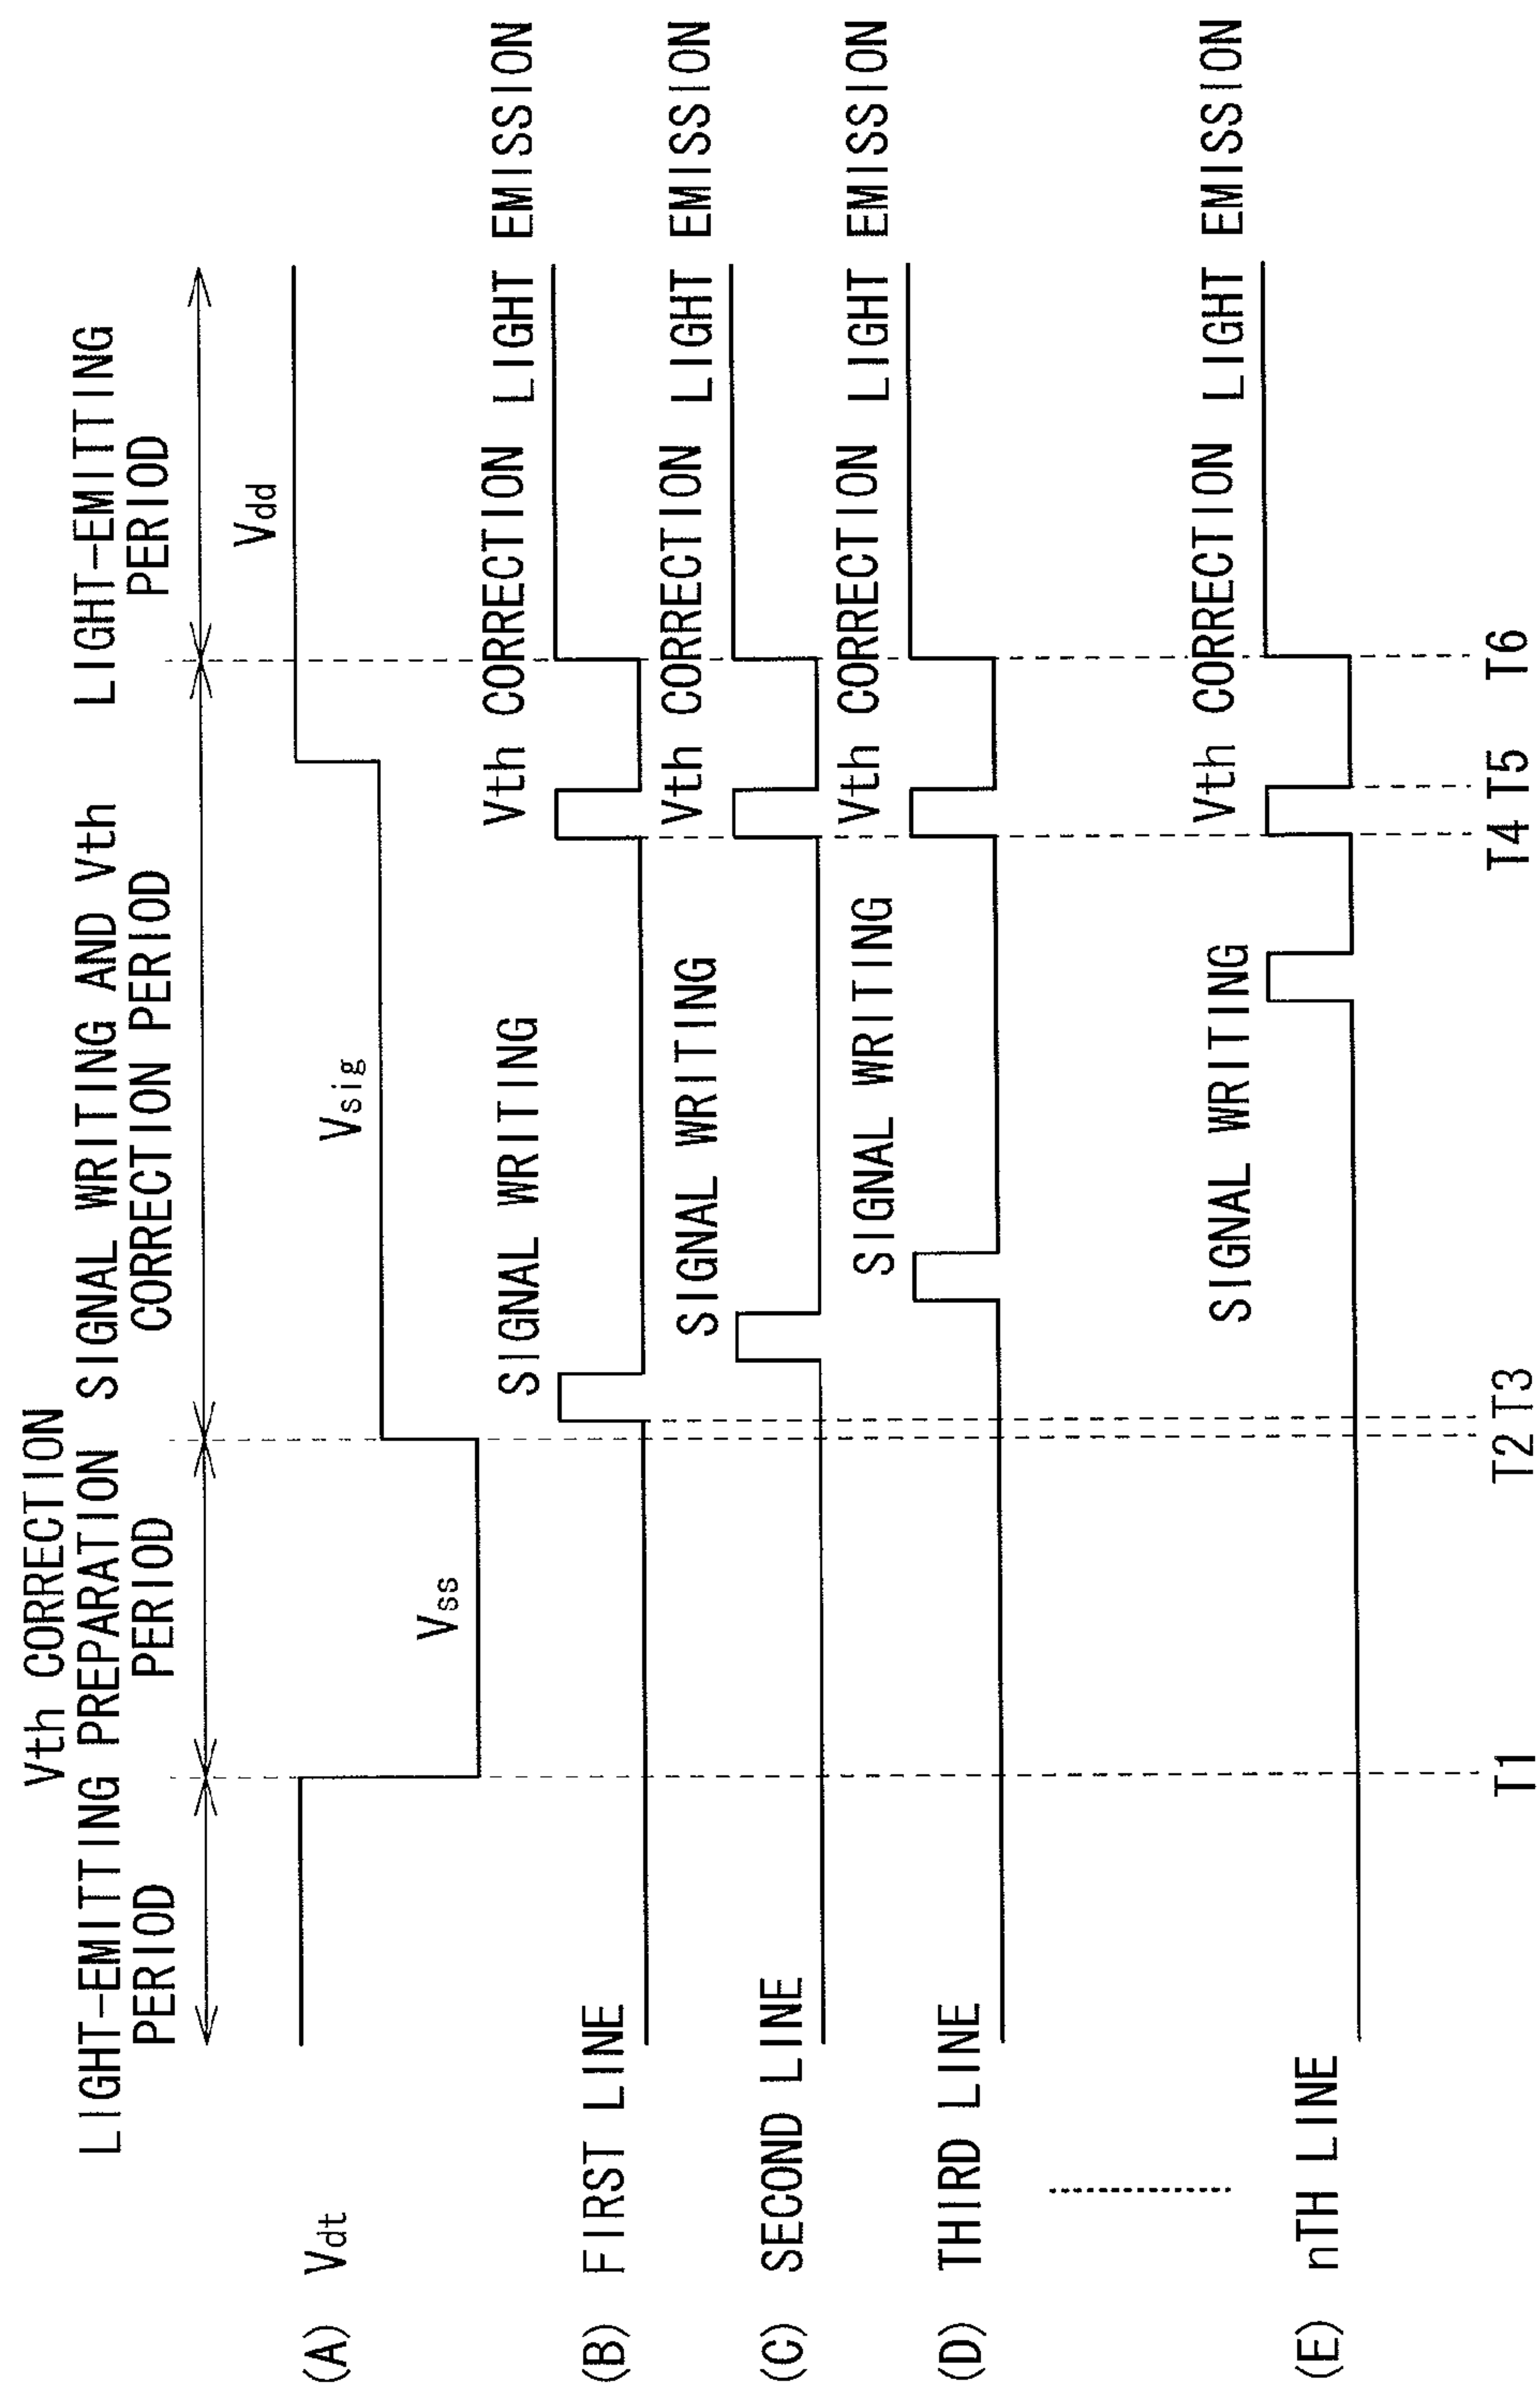 Vth CORRECTION
LIGHT-EMITTING PREPARATION SIGNAL WRITING AND Vth LIGHT-EMITTING
PERIOD PERIOD CORRECTION PERIOD PERIOD
(A) Vdt
Vss
Vsig
Vdd
(B) FIRST LINE
SIGNAL WRITING
Vth CORRECTION
LIGHT EMISSION
(C) SECOND LINE
SIGNAL WRITING
Vth CORRECTION
LIGHT EMISSION
(D) THIRD LINE
SIGNAL WRITING
Vth CORRECTION
LIGHT EMISSION
(E) nTH LINE
SIGNAL WRITING
Vth CORRECTION
LIGHT EMISSION
T1 T2 T3 T4 T5 T6